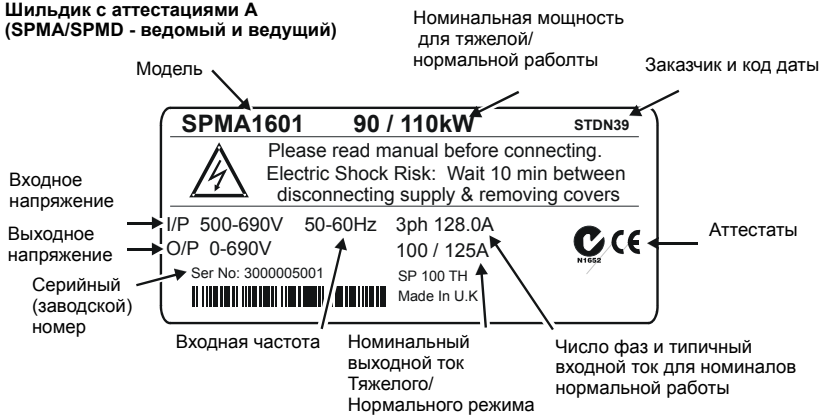 Шильдик с аттестациями A
(SPMA/SPMD - ведомый и ведущий)
Номинальная мощность
для тяжелой/
нормальной работы
Модель
Заказчик и код даты
SPMA1601 90 / 110kW STDN39
Please read manual before connecting.
Electric Shock Risk: Wait 10 min between
disconnecting supply & removing covers
Входное
напряжение
I/P 500-690V 50-60Hz 3ph 128.0A
Выходное
напряжение
O/P 0-690V 100 / 125A
N1652
Аттестаты
Серийный
(заводской)
номер
Ser No: 3000005001 SP 100 TH
Made In U.K
Входная частота
Номинальный
выходной ток
Тяжелого/
Нормального режима
Число фаз и типичный
входной ток для номиналов
нормальной работы